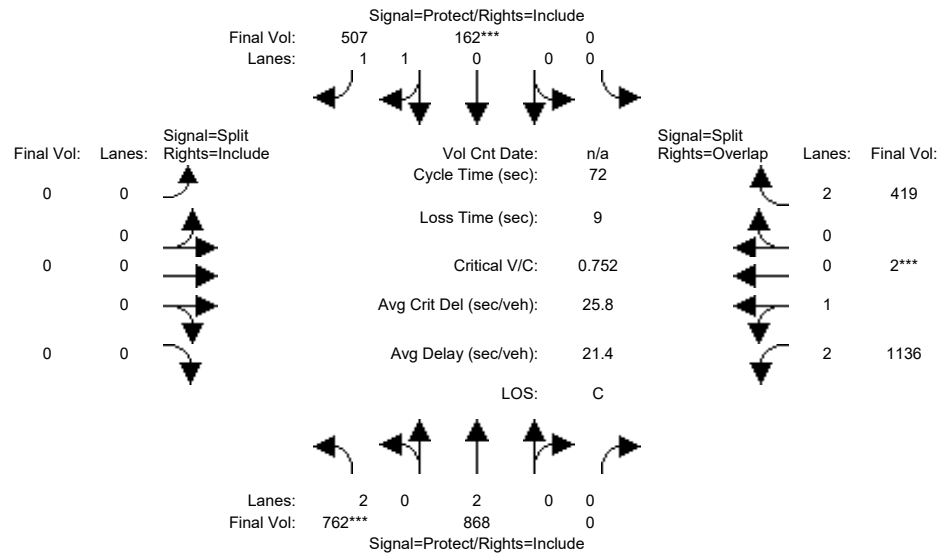 Signal=Protect/Rights=Include
Final Vol: 507 162*** 0
Lanes: 1 1 0 0 0
Signal=Split
Final Vol: Lanes: Rights=Include
Vol Cnt Date: n/a
Signal=Split
Rights=Overlap Lanes: Final Vol:
Cycle Time (sec): 72
0 0
2 419
Loss Time (sec): 9
0
0
0 0
Critical V/C: 0.752
0 2***
0
Avg Crit Del (sec/veh): 25.8
1
0 0
Avg Delay (sec/veh): 21.4
2 1136
LOS: C
Lanes: 2 0 2 0 0
Final Vol: 762*** 868 0
Signal=Protect/Rights=Include